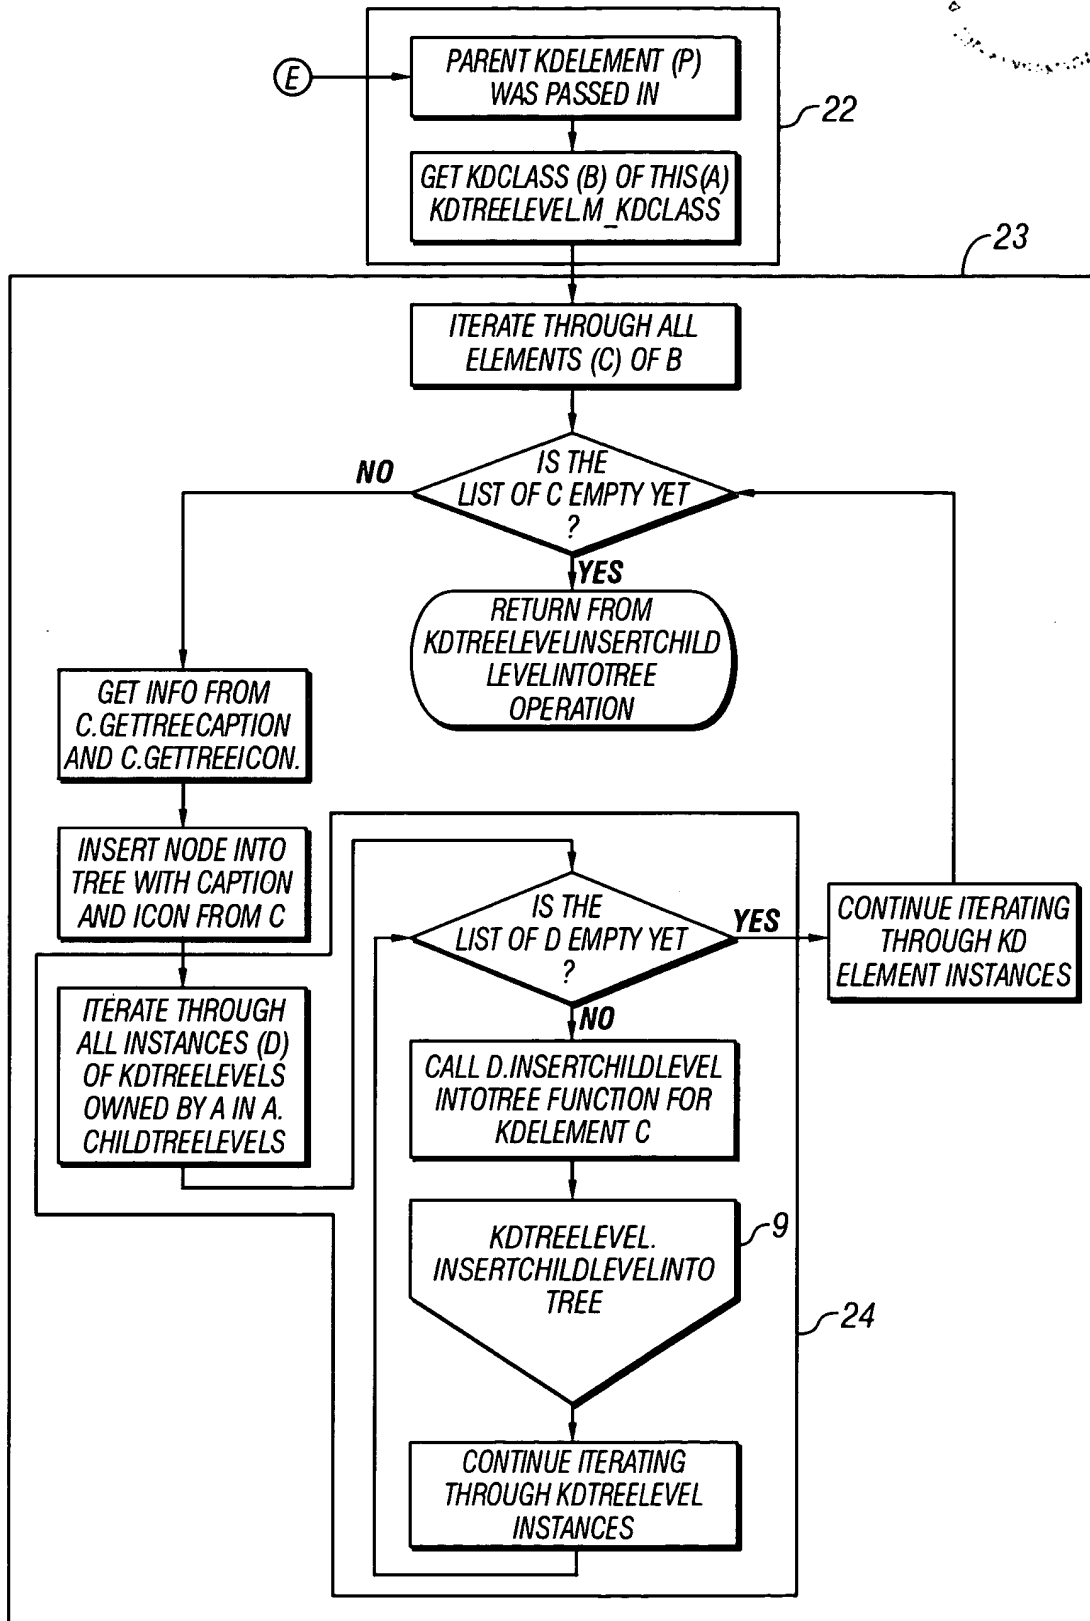 E
PARENT KDELEMENT (P)
WAS PASSED IN
22
GET KDCLASS (B) OF THIS(A)
KDTREELEVEL.M_KDCLASS
23
ITERATE THROUGH ALL
ELEMENTS (C) OF B
NO
IS THE
LIST OF C EMPTY YET
?
YES
RETURN FROM
KDTREELEVELINSERTCHILD
LEVELINTOTREE
OPERATION
GET INFO FROM
C.GETTREECAPTION
AND C.GETTREEICON.
INSERT NODE INTO
TREE WITH CAPTION
AND ICON FROM C
ITERATE THROUGH
ALL INSTANCES (D)
OF KDTREELEVELS
OWNED BY A IN A.
CHILDTREELEVELS
IS THE
LIST OF D EMPTY YET
?
YES
CONTINUE ITERATING
THROUGH KD
ELEMENT INSTANCES
NO
CALL D.INSERTCHILDLEVEL
INTOTREE FUNCTION FOR
KDELEMENT C
KDTREELEVEL.
INSERTCHILDLEVELINTO
TREE
9
24
CONTINUE ITERATING
THROUGH KDTREELEVEL
INSTANCES